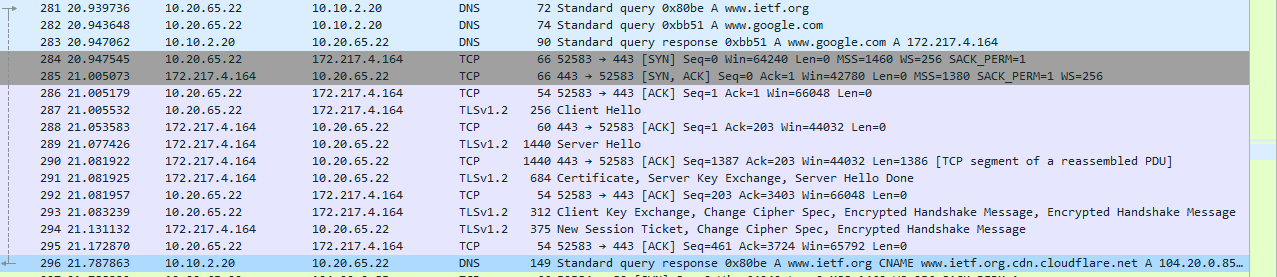 281 20.939736 10.20.65.22 10.10.2.20 DNS 72 Standard query 0x80be A www.ietf.org
282 20.943648 10.20.65.22 10.10.2.20 DNS 74 Standard query 0xbb51 A www.google.com
283 20.947062 10.10.2.20 10.20.65.22 DNS 90 Standard query response 0xbb51 A www.google.com A 172.217.4.164
284 20.947545 10.20.65.22 172.217.4.164 TCP 66 52583 → 443 [SYN] Seq=0 Win=64240 Len=0 MSS=1460 WS=256 SACK_PERM=1
285 21.005073 172.217.4.164 10.20.65.22 TCP 66 443 → 52583 [SYN, ACK] Seq=0 Ack=1 Win=42780 Len=0 MSS=1380 SACK_PERM=1 WS=256
286 21.005179 10.20.65.22 172.217.4.164 TCP 54 52583 → 443 [ACK] Seq=1 Ack=1 Win=66048 Len=0
287 21.005532 10.20.65.22 172.217.4.164 TLSv1.2 256 Client Hello
288 21.053583 172.217.4.164 10.20.65.22 TCP 60 443 → 52583 [ACK] Seq=1 Ack=203 Win=44032 Len=0
289 21.077426 172.217.4.164 10.20.65.22 TLSv1.2 1440 Server Hello
290 21.081922 172.217.4.164 10.20.65.22 TCP 1440 443 → 52583 [ACK] Seq=1387 Ack=203 Win=44032 Len=1386 [TCP segment of a reassembled PDU]
291 21.081925 172.217.4.164 10.20.65.22 TLSv1.2 684 Certificate, Server Key Exchange, Server Hello Done
292 21.081957 10.20.65.22 172.217.4.164 TCP 54 52583 → 443 [ACK] Seq=203 Ack=3403 Win=66048 Len=0
293 21.083239 10.20.65.22 172.217.4.164 TLSv1.2 312 Client Key Exchange, Change Cipher Spec, Encrypted Handshake Message, Encrypted Handshake Message
294 21.131132 172.217.4.164 10.20.65.22 TLSv1.2 375 New Session Ticket, Change Cipher Spec, Encrypted Handshake Message
295 21.172870 10.20.65.22 172.217.4.164 TCP 54 52583 → 443 [ACK] Seq=461 Ack=3724 Win=65792 Len=0
296 21.787863 10.10.2.20 10.20.65.22 DNS 149 Standard query response 0x80be A www.ietf.org CNAME www.ietf.org.cdn.cloudflare.net A 104.20.0.85...